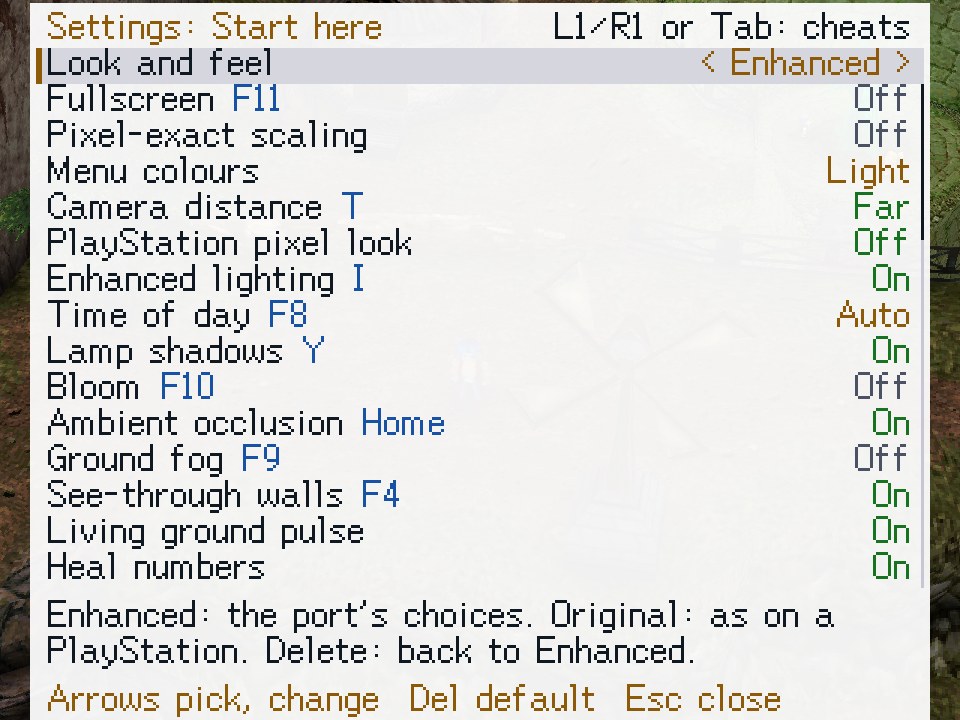 Settings: Start here L1/R1 or Tab: cheats
Look and feel < Enhanced >
Fullscreen F11 Off
Pixel-exact scaling Off
Menu colours Light
Camera distance T Far
PlayStation pixel look Off
Enhanced lighting I On
Time of day F8 Auto
Lamp shadows Y On
Bloom F10 Off
Ambient occlusion Home On
Ground fog F9 Off
See-through walls F4 On
Living ground pulse On
Heal numbers On
Enhanced: the port's choices. Original: as on a
PlayStation. Delete: back to Enhanced.
Arrows pick, change Del default Esc close